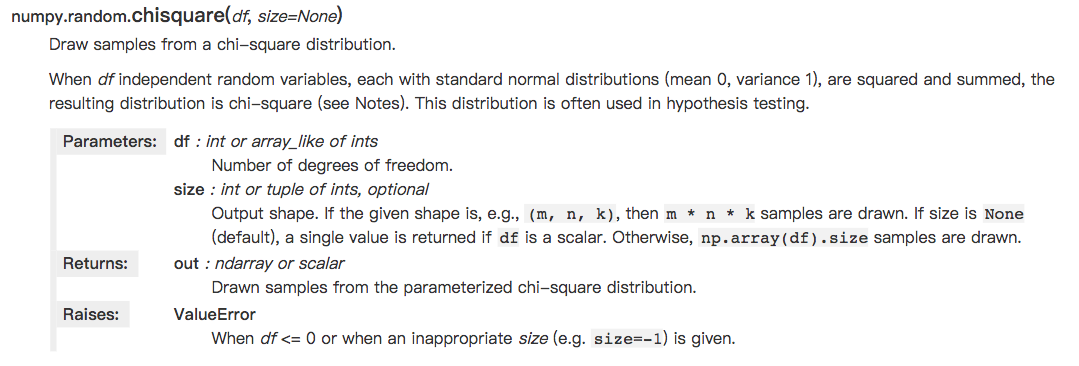 numpy.random.chisquare(df, size=None)
Draw samples from a chi-square distribution.
When df independent random variables, each with standard normal distributions (mean 0, variance 1), are squared and summed, the
resulting distribution is chi-square (see Notes). This distribution is often used in hypothesis testing.
Parameters: df : int or array_like of ints
Number of degrees of freedom.
size : int or tuple of ints, optional
Output shape. If the given shape is, e.g., (m, n, k), then m * n * k samples are drawn. If size is None
(default), a single value is returned if df is a scalar. Otherwise, np.array(df).size samples are drawn.
Returns: out : ndarray or scalar
Drawn samples from the parameterized chi-square distribution.
Raises: ValueError
When df <= 0 or when an inappropriate size (e.g. size=-1) is given.